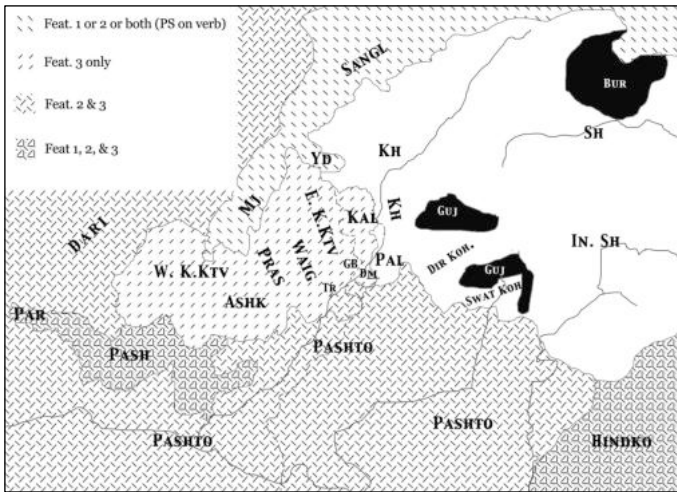 Feat. 1 or 2 or both (PS on verb)
Feat. 3 only
Feat. 2 & 3
Feat 1, 2, & 3
SANGL
BUR
SH
YD
KH
MJ
E. K.KTV
KAL
KH
GUJ
DARI
W. K.KTV
PRAS
WAIG
GB
DM
PAL
DIR KOH.
GUJ
IN. SH
SWAT KOH
ASHK
TR
PAR
PASH
PASHTO
PASHTO
PASHTO
HINDKO